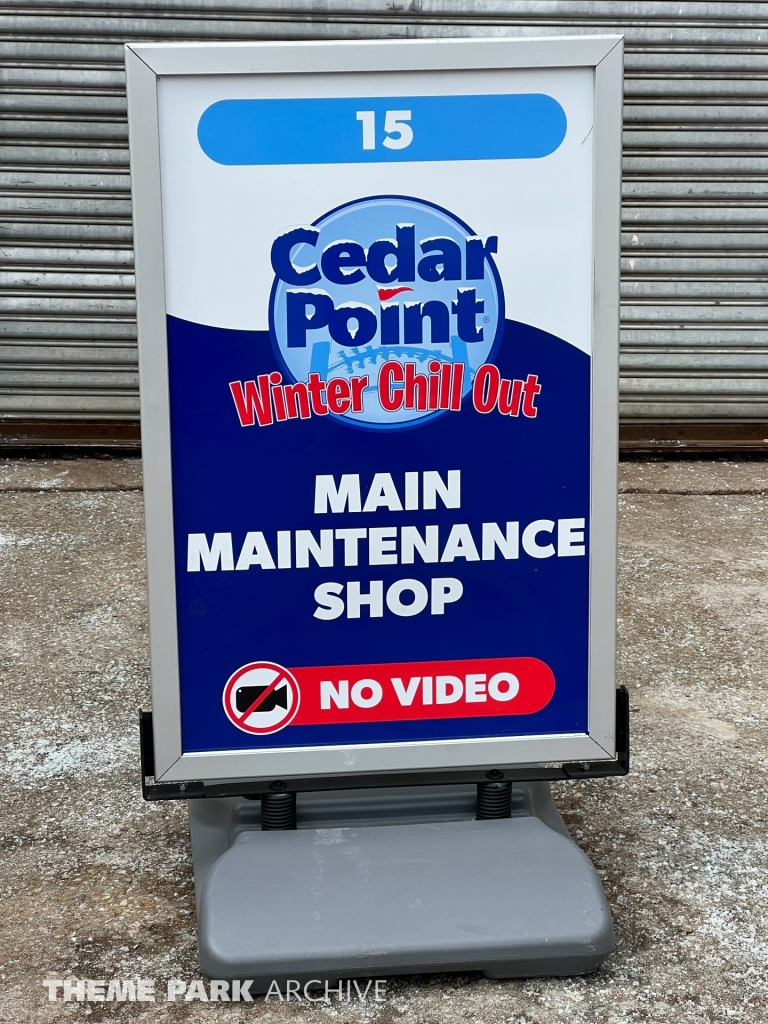 15
Cedar
Point®
Winter Chill Out
MAIN
MAINTENANCE
SHOP
NO VIDEO
THEME PARK ARCHIVE